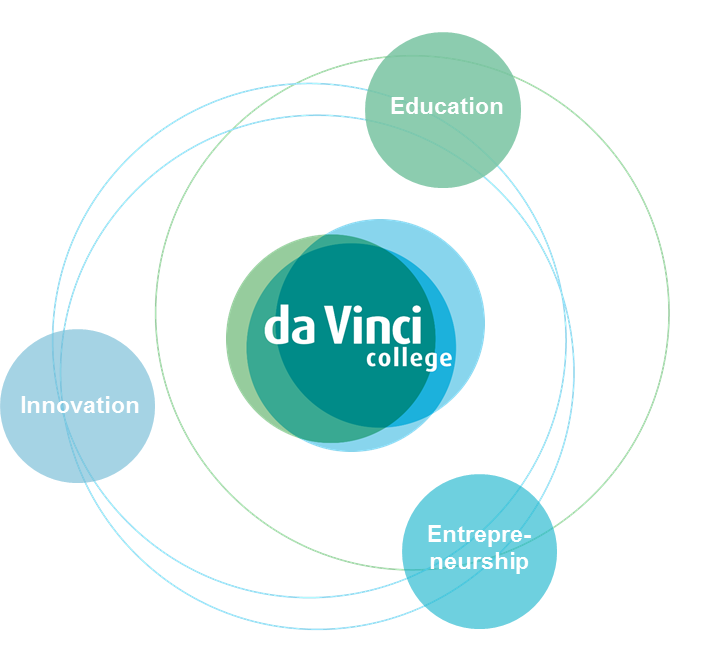 Education
da Vinci
college
Innovation
Entrepre-
neurship